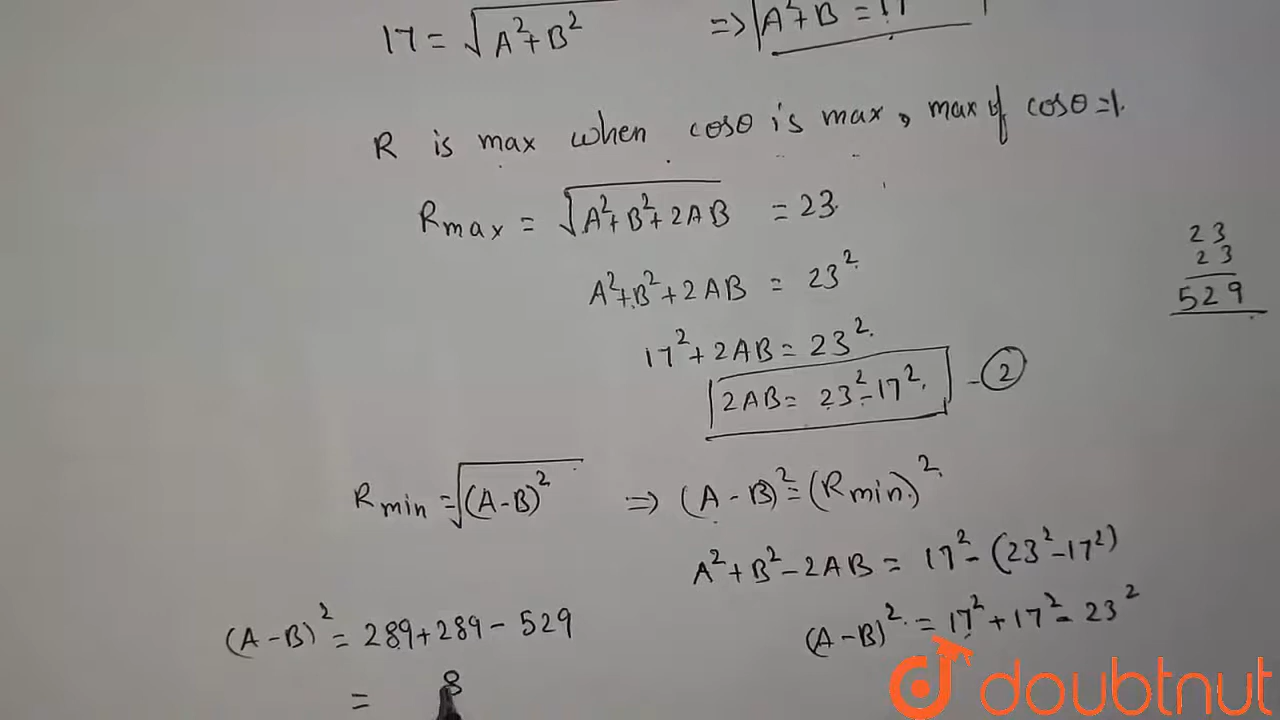 17 = √A²+B² ⇒ A²+B = 17
R is max when cosθ is max, max if cosθ=1.
Rmax = √A²+B²+2AB = 23.
A²+B²+2AB = 23²
17²+2AB = 23²
2AB = 23²-17². - ②
23
23
529
Rmin = √(A-B)² ⇒ (A-B)² = (Rmin)²
A²+B²-2AB = 17²-(23²-17²)
(A-B)² = 17²+17²-23²
(A-B)² = 289+289-529
= 8
doubtnut